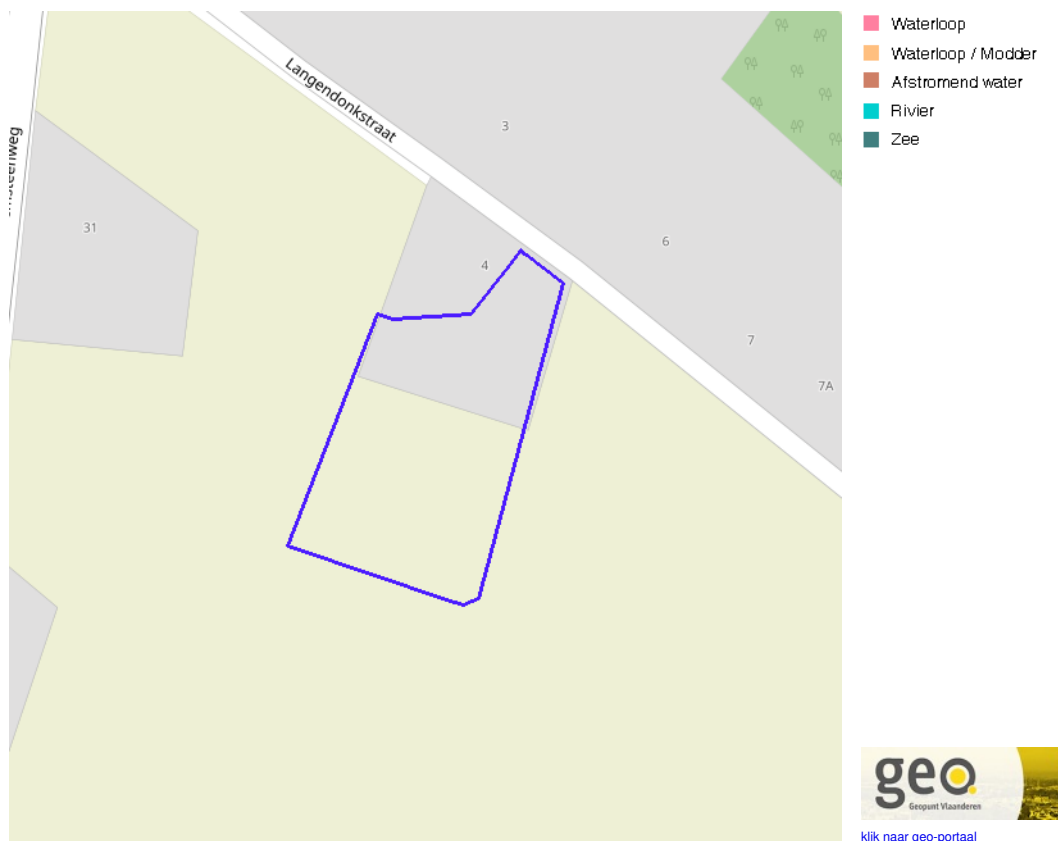 Waterloop
Waterloop / Modder
Afstromend water
Rivier
Zee
Langendonkstraat
3
31
4
6
7
7A
geo.
Geopunt Vlaanderen
klik naar geo-portaal